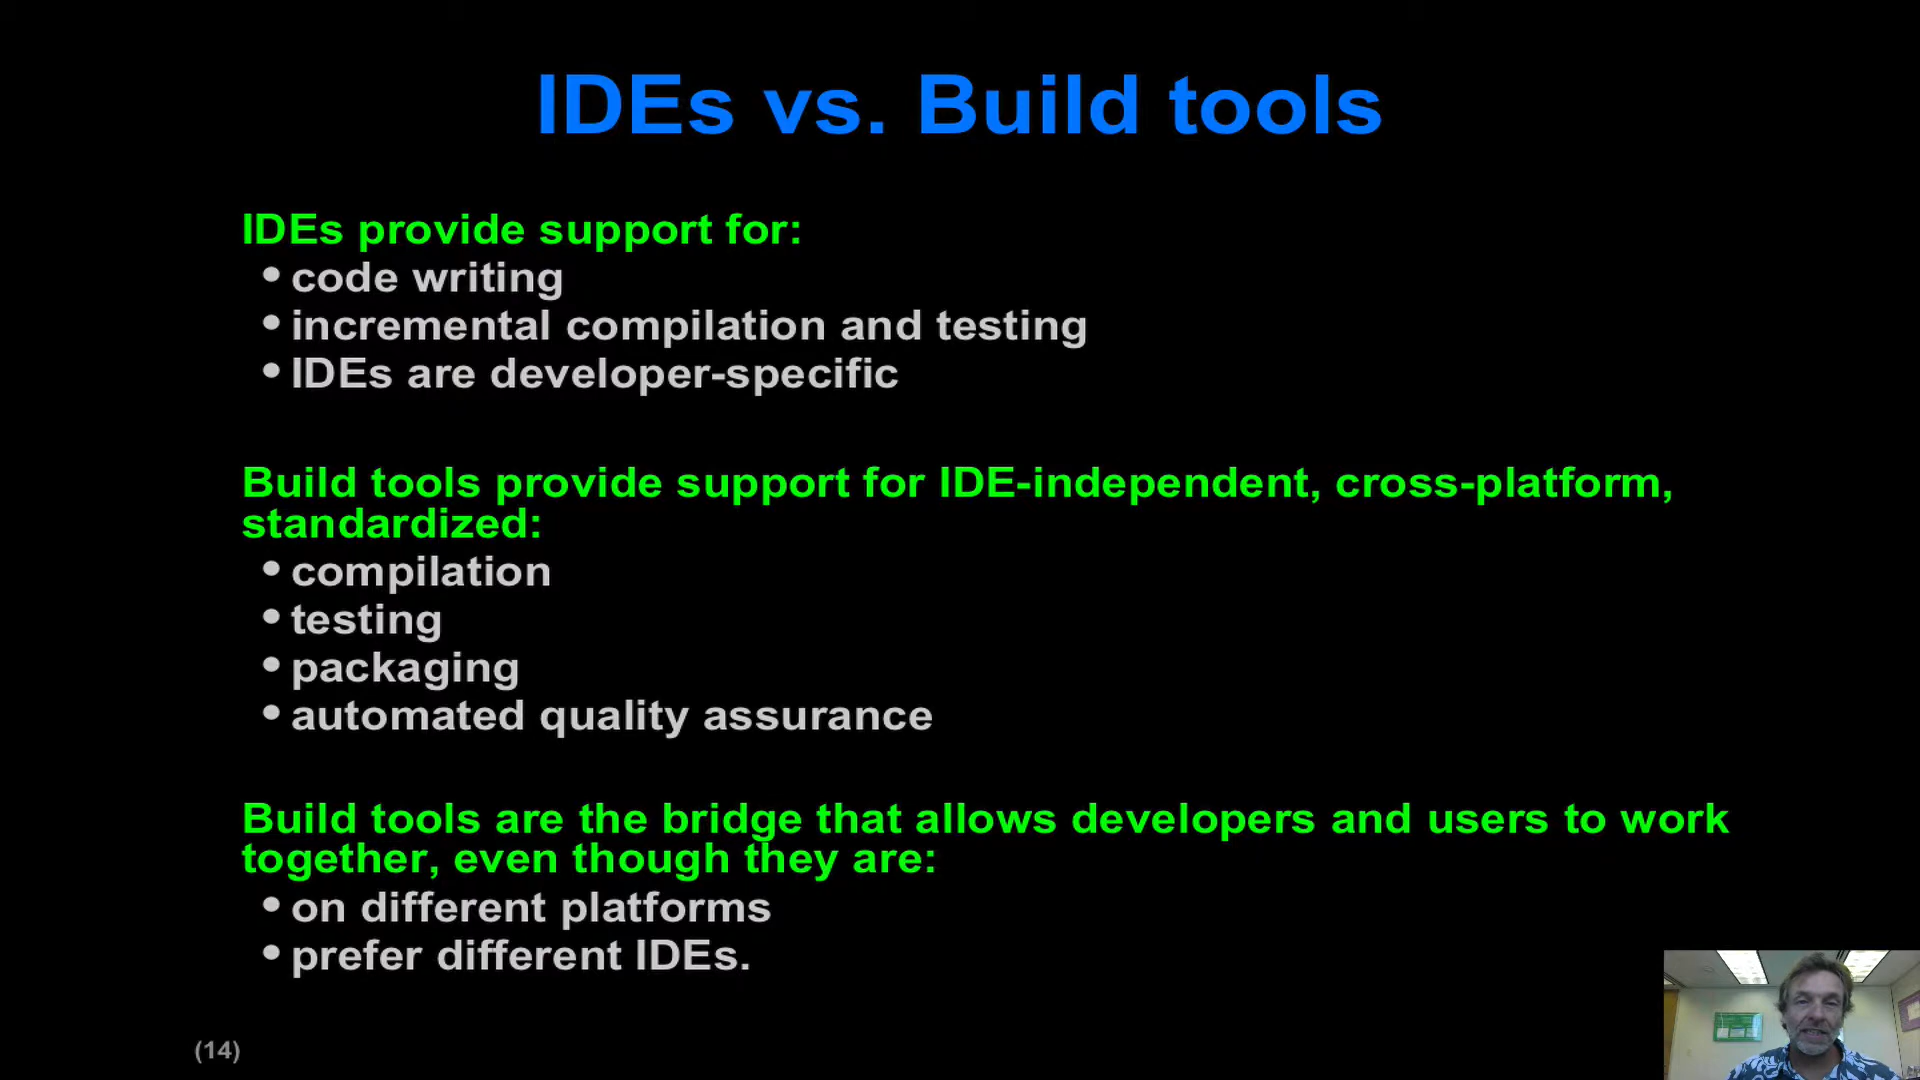 IDEs vs. Build tools
IDEs provide support for:
• code writing
• incremental compilation and testing
• IDEs are developer-specific
Build tools provide support for IDE-independent, cross-platform,
standardized:
• compilation
• testing
• packaging
• automated quality assurance
Build tools are the bridge that allows developers and users to work
together, even though they are:
• on different platforms
• prefer different IDEs.
(14)